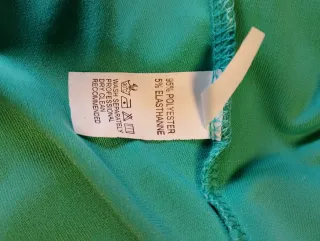 95% POLYESTER
5% ELASTHANNE
WASH SEPARATELY
PROFESSIONAL
DRY CLEAN
RECOMMENDED